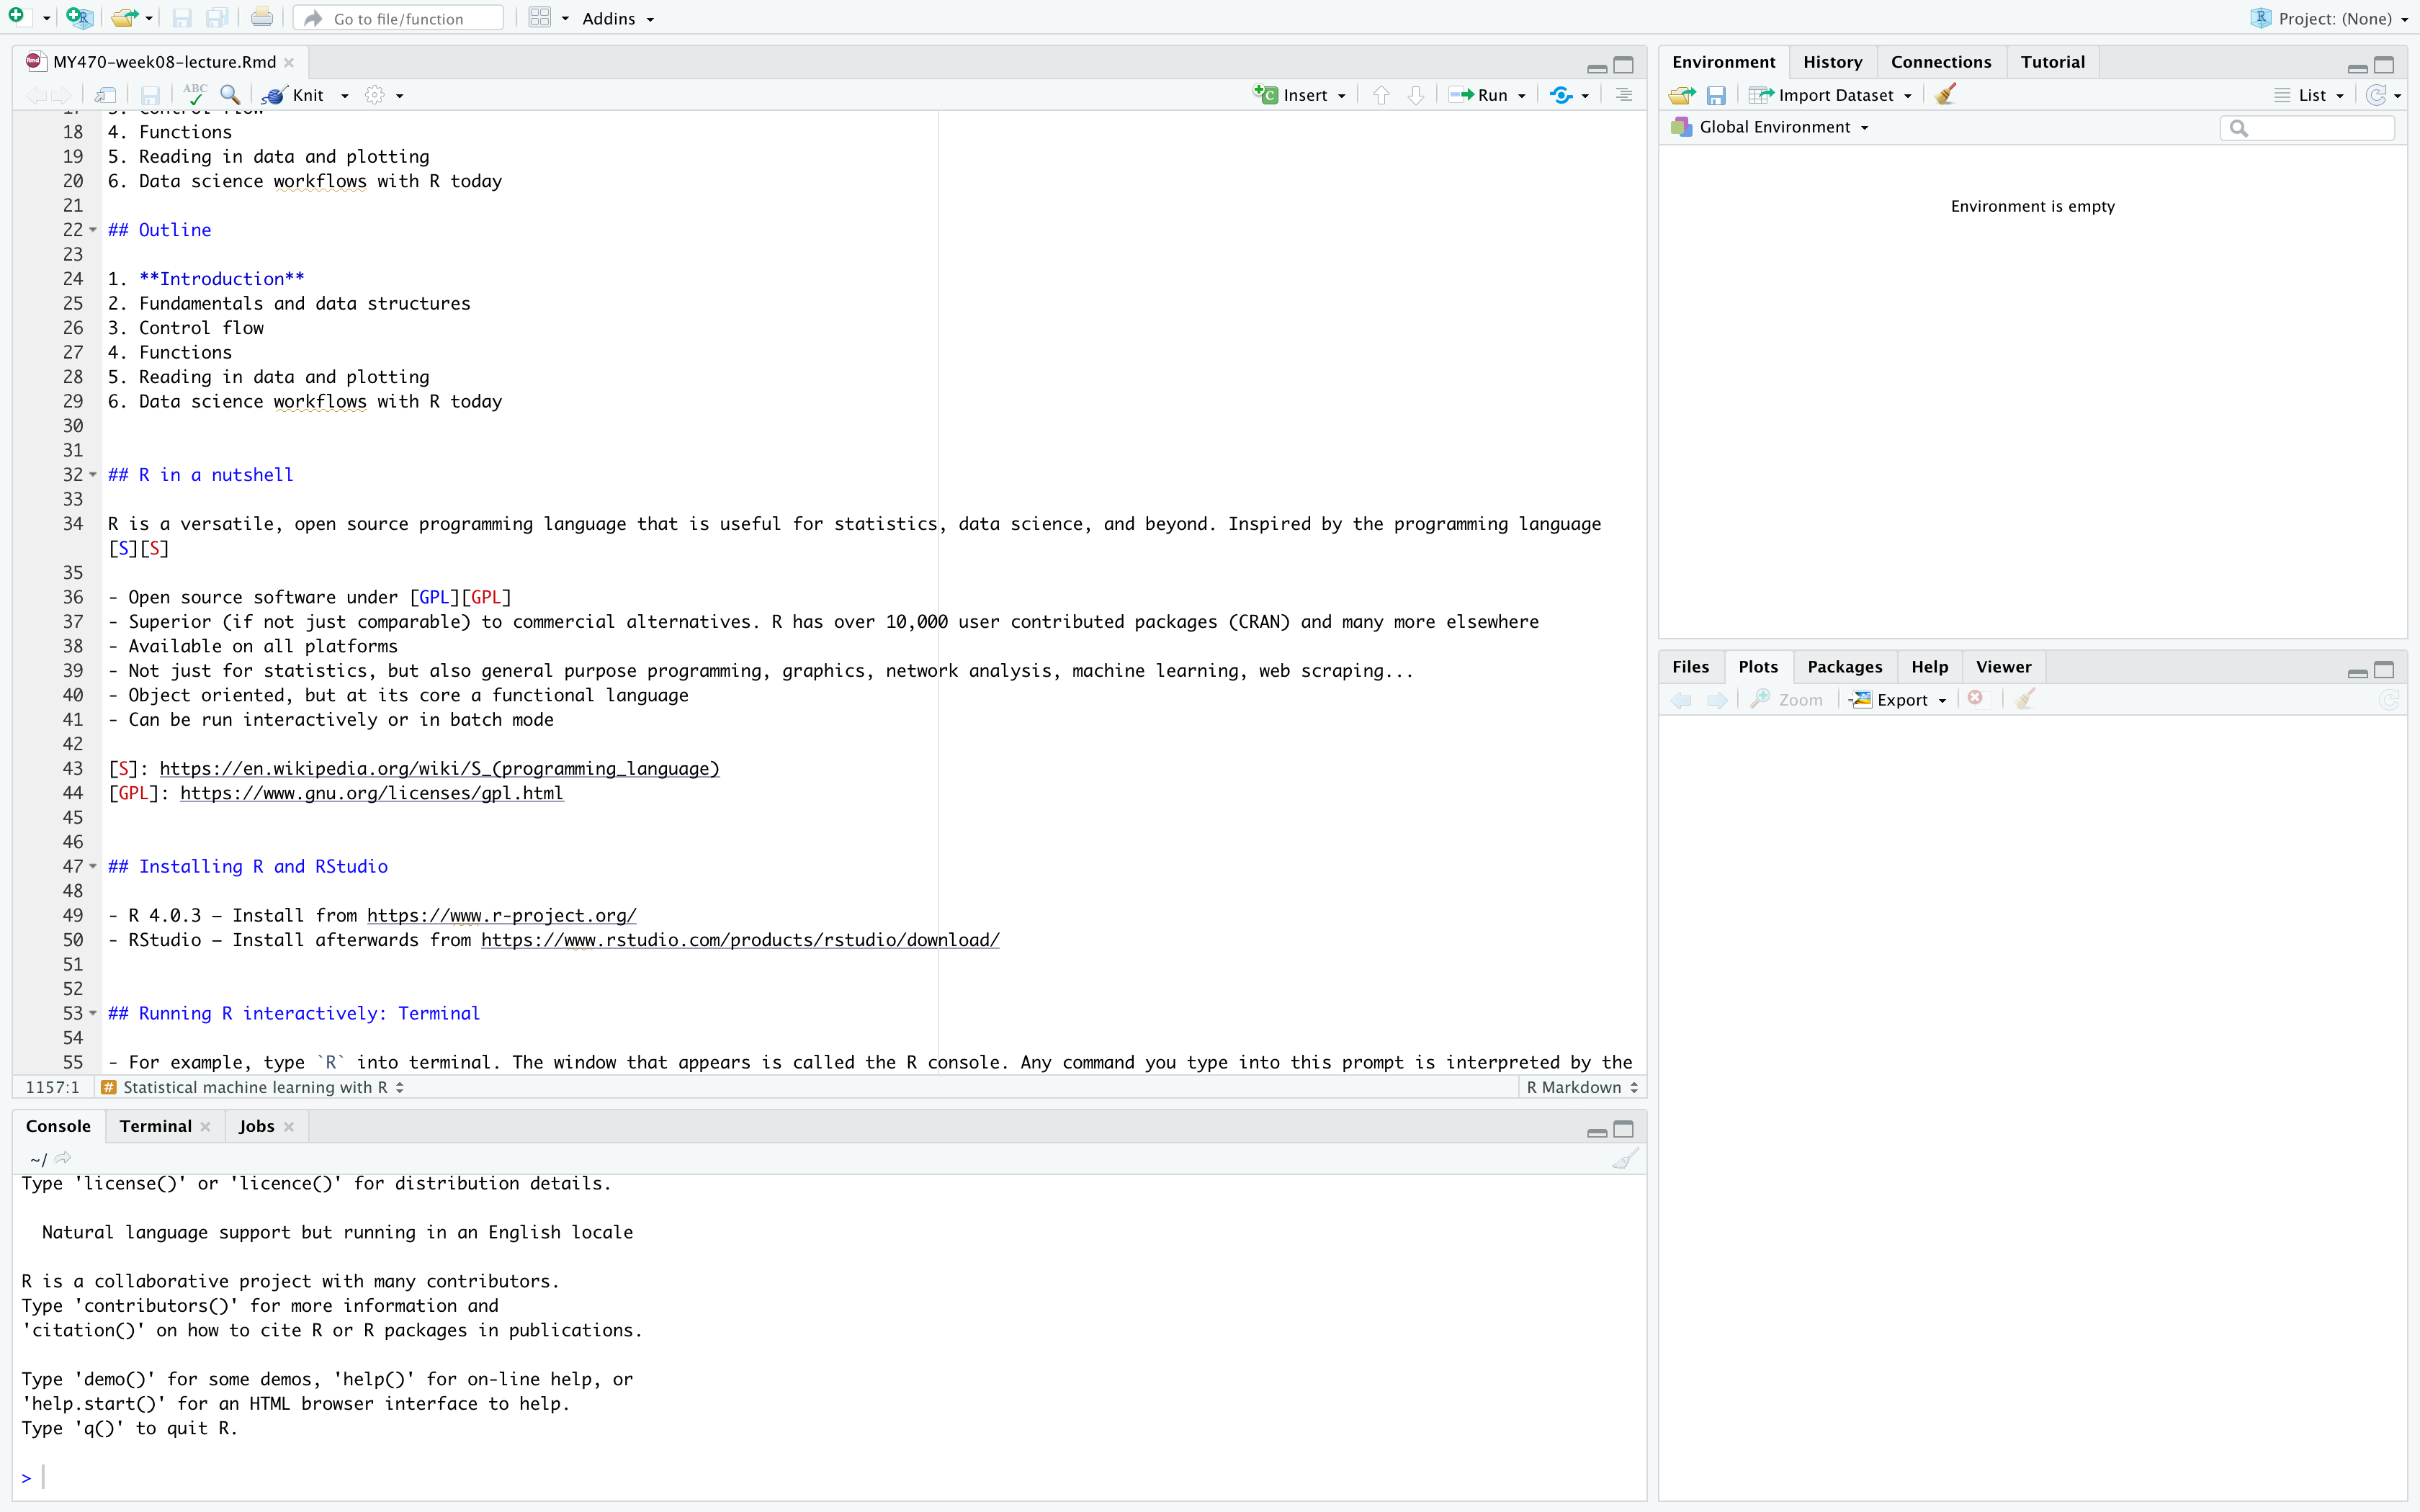 Go to file/function
Addins
Project: (None)
MY470-week08-lecture.Rmd
ABC
Knit
Insert
Run
18 4. Functions
19 5. Reading in data and plotting
20 6. Data science workflows with R today
21
22 ## Outline
23
24 1. **Introduction**
25 2. Fundamentals and data structures
26 3. Control flow
27 4. Functions
28 5. Reading in data and plotting
29 6. Data science workflows with R today
30
31
32 ## R in a nutshell
33
34 R is a versatile, open source programming language that is useful for statistics, data science, and beyond. Inspired by the programming language
[S][S]
35
36 - Open source software under [GPL][GPL]
37 - Superior (if not just comparable) to commercial alternatives. R has over 10,000 user contributed packages (CRAN) and many more elsewhere
38 - Available on all platforms
39 - Not just for statistics, but also general purpose programming, graphics, network analysis, machine learning, web scraping...
40 - Object oriented, but at its core a functional language
41 - Can be run interactively or in batch mode
42
43 [S]: https://en.wikipedia.org/wiki/S_(programming_language)
44 [GPL]: https://www.gnu.org/licenses/gpl.html
45
46
47 ## Installing R and RStudio
48
49 - R 4.0.3 – Install from https://www.r-project.org/
50 - RStudio – Install afterwards from https://www.rstudio.com/products/rstudio/download/
51
52
53 ## Running R interactively: Terminal
54
55 - For example, type `R` into terminal. The window that appears is called the R console. Any command you type into this prompt is interpreted by the
1157:1 # Statistical machine learning with R
R Markdown
Console Terminal Jobs
~/
Type 'license()' or 'licence()' for distribution details.
Natural language support but running in an English locale
R is a collaborative project with many contributors.
Type 'contributors()' for more information and
'citation()' on how to cite R or R packages in publications.
Type 'demo()' for some demos, 'help()' for on-line help, or
'help.start()' for an HTML browser interface to help.
Type 'q()' to quit R.
>
Environment History Connections Tutorial
Import Dataset
List
Global Environment
Environment is empty
Files Plots Packages Help Viewer
Zoom Export